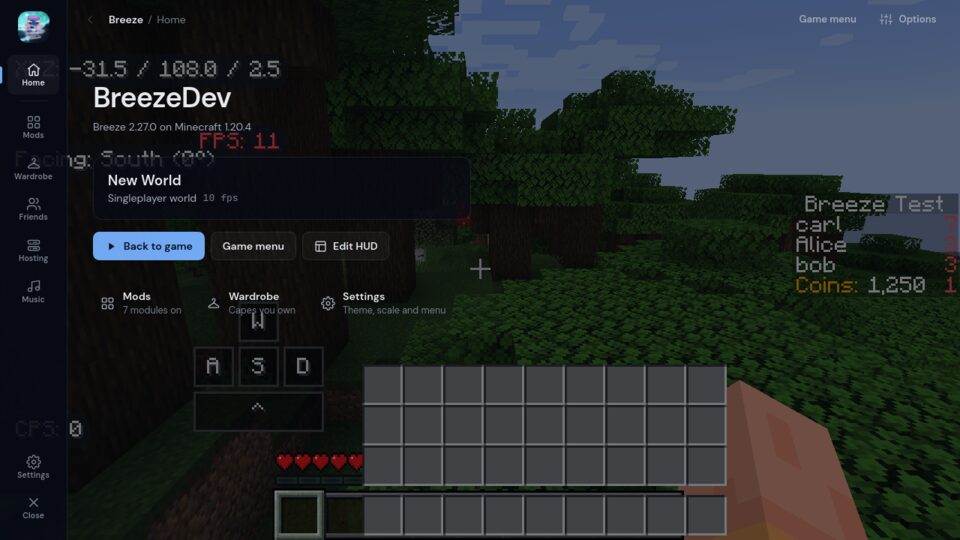 Breeze / Home
Game menu
Options
-31.5 / 108.0 / 2.5
Home
BreezeDev
Breeze 2.27.0 on Minecraft 1.20.4
FPS: 11
Facing: South (0°)
Mods
Wardrobe
Friends
Hosting
Music
Settings
Close
New World
Singleplayer world 10 fps
Back to game
Game menu
Edit HUD
Mods
7 modules on
Wardrobe
Capes you own
Settings
Theme, scale and menu
Breeze Test
carl
Alice
bob 3
Coins: 1,250 1
W
A S D
^
CPS: 0